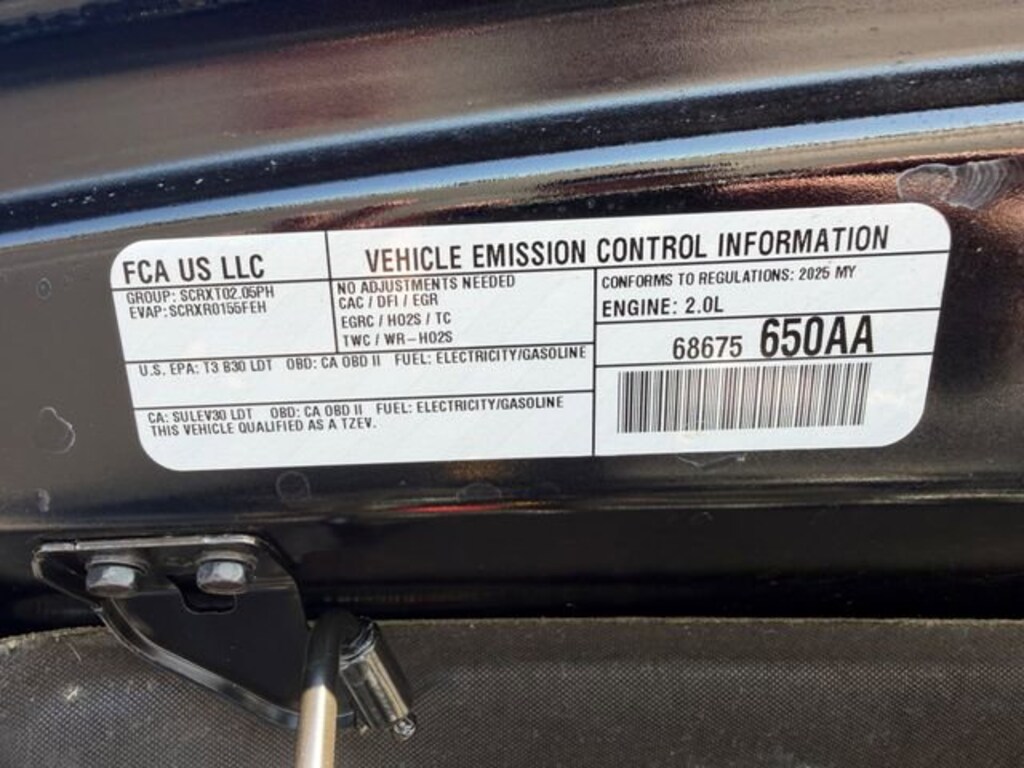 FCA US LLC
VEHICLE EMISSION CONTROL INFORMATION
GROUP: SCRXT02.05PH
EVAP: SCRXR0155FEH
NO ADJUSTMENTS NEEDED
CAC / DFI / EGR
EGRC / HO2S / TC
TWC / WR-HO2S
CONFORMS TO REGULATIONS: 2025 MY
ENGINE: 2.0L
68675 650AA
U.S. EPA: T3 B30 LDT OBD: CA OBD II FUEL: ELECTRICITY/GASOLINE
CA: SULEV30 LDT OBD: CA OBD II FUEL: ELECTRICITY/GASOLINE
THIS VEHICLE QUALIFIED AS A TZEV.